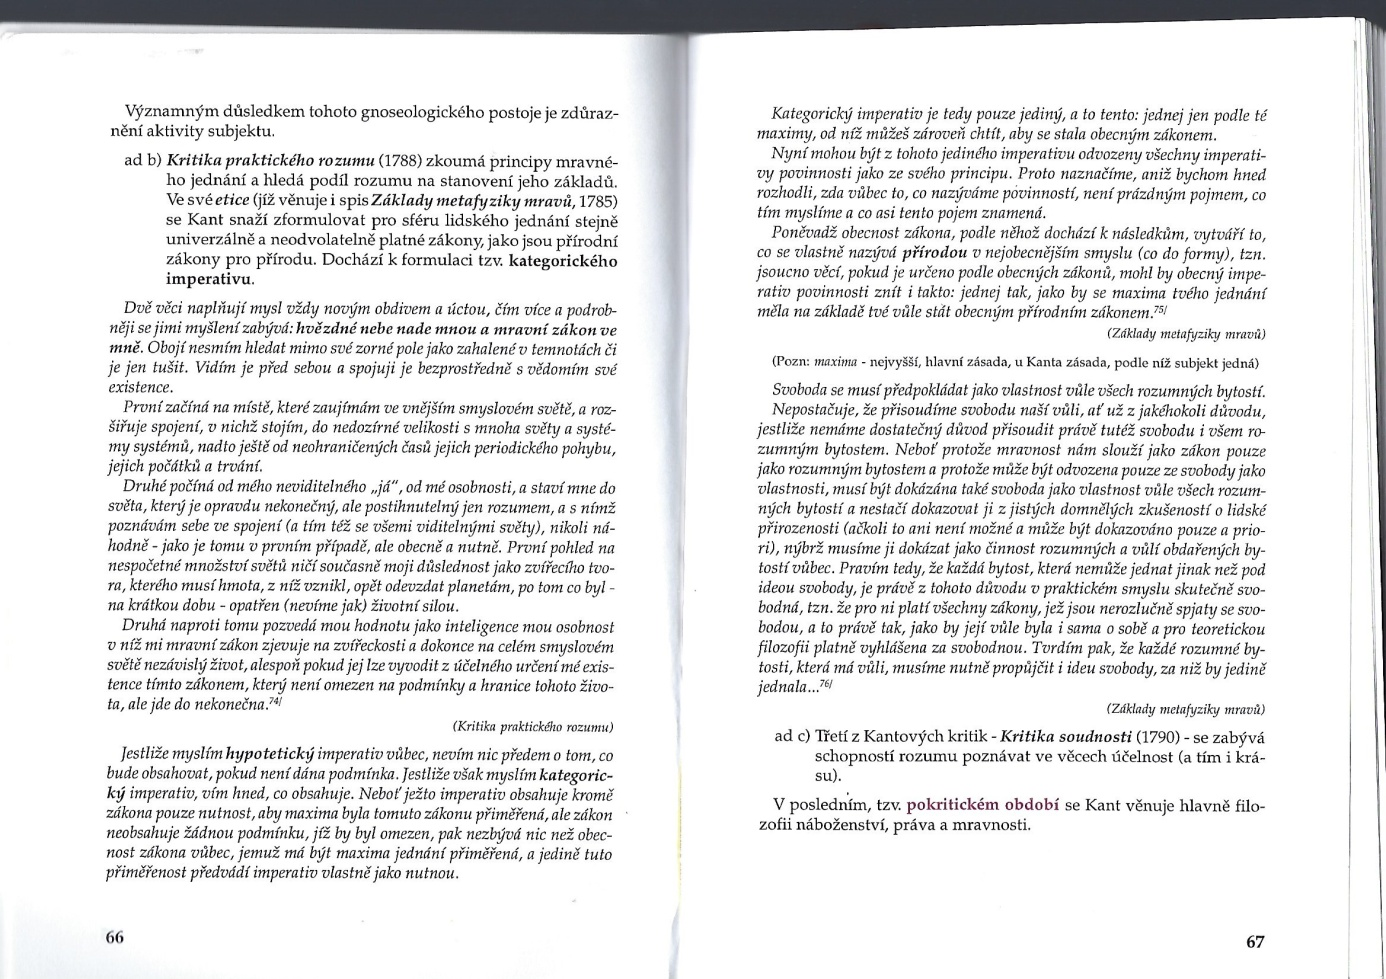 Významným důsledkem tohoto gnoseologického postoje je zdůraz-
nění aktivity subjektu.
ad b) Kritika praktického rozumu (1788) zkoumá principy mravné-
ho jednání a hledá podíl rozumu na stanovení jeho základů.
Ve své etice (jíž věnuje i spis Základy metafyziky mravů, 1785)
se Kant snaží zformulovat pro sféru lidského jednání stejně
univerzálně a neodvolatelně platné zákony, jako jsou přírodní
zákony pro přírodu. Dochází k formulaci tzv. kategorického
imperativu.
Dvě věci naplňují mysl vždy novým obdivem a úctou, čím více a podrob-
něji se jimi myšlení zabývá: hvězdné nebe nade mnou a mravní zákon ve
mně. Obojí nesmím hledat mimo své zorné pole jako zahalené v temnotách či
je jen tušit. Vidím je před sebou a spojuji je bezprostředně s vědomím své
existence.
První začíná na místě, které zaujímám ve vnějším smyslovém světě, a roz-
šiřuje spojení, v nichž stojím, do nedozírné velikosti s mnoha světy a systé-
my systémů, nadto ještě od neohraničených časů jejich periodického pohybu,
jejich počátků a trvání.
Druhé počíná od mého neviditelného „já“, od mé osobnosti, a staví mne do
světa, který je opravdu nekonečný, ale postihnutelný jen rozumem, a s nímž
poznávám sebe ve spojení (a tím též se všemi viditelnými světy), nikoli ná-
hodně - jako je tomu v prvním případě, ale obecně a nutně. První pohled na
nespočetné množství světů ničí současně moji důslednost jako zvířecího tvo-
ra, kterého musí hmota, z níž vznikl, opět odevzdat planetám, po tom co byl -
na krátkou dobu - opatřen (nevíme jak) životní silou.
Druhá naproti tomu pozvedá mou hodnotu jako inteligence mou osobnost
v níž mi mravní zákon zjevuje na zvířeckosti a dokonce na celém smyslovém
světě nezávislý život, alespoň pokud jej lze vyvodit z účelného určení mé exis-
tence tímto zákonem, který není omezen na podmínky a hranice tohoto živo-
ta, ale jde do nekonečna.74/
(Kritika praktického rozumu)
Jestliže myslím hypotetický imperativ vůbec, nevím nic předem o tom, co
bude obsahovat, pokud není dána podmínka. Jestliže však myslím kategoric-
ký imperativ, vím hned, co obsahuje. Neboť ježto imperativ obsahuje kromě
zákona pouze nutnost, aby maxima byla tomuto zákonu přiměřená, ale zákon
neobsahuje žádnou podmínku, jíž by byl omezen, pak nezbývá nic než obec-
nost zákona vůbec, jemuž má být maxima jednání přiměřená, a jedině tuto
přiměřenost předvádí imperativ vlastně jako nutnou.
66
Kategorický imperativ je tedy pouze jediný, a to tento: jednej jen podle té
maximy, od níž můžeš zároveň chtít, aby se stala obecným zákonem.
Nyní mohou být z tohoto jediného imperativu odvozeny všechny imperati-
vy povinnosti jako ze svého principu. Proto naznačíme, aniž bychom hned
rozhodli, zda vůbec to, co nazýváme povinností, není prázdným pojmem, co
tím myslíme a co asi tento pojem znamená.
Poněvadž obecnost zákona, podle něhož dochází k následkům, vytváří to,
co se vlastně nazývá přírodou v nejobecnějším smyslu (co do formy), tzn.
jsoucno věcí, pokud je určeno podle obecných zákonů, mohl by obecný impe-
rativ povinnosti znít i takto: jednej tak, jako by se maxima tvého jednání
měla na základě tvé vůle stát obecným přírodním zákonem.75/
(Základy metafyziky mravů)
(Pozn: maxima - nejvyšší, hlavní zásada, u Kanta zásada, podle níž subjekt jedná)
Svoboda se musí předpokládat jako vlastnost vůle všech rozumných bytostí.
Nepostačuje, že přisoudíme svobodu naší vůli, ať už z jakéhokoli důvodu,
jestliže nemáme dostatečný důvod přisoudit právě tutéž svobodu i všem ro-
zumným bytostem. Neboť protože mravnost nám slouží jako zákon pouze
jako rozumným bytostem a protože může být odvozena pouze ze svobody jako
vlastnosti, musí být dokázána také svoboda jako vlastnost vůle všech rozum-
ných bytostí a nestačí dokazovat ji z jistých domnělých zkušeností o lidské
přirozenosti (ačkoli to ani není možné a může být dokazováno pouze a prio-
ri), nýbrž musíme ji dokázat jako činnost rozumných a vůlí obdařených by-
tostí vůbec. Pravím tedy, že každá bytost, která nemůže jednat jinak než pod
ideou svobody, je právě z tohoto důvodu v praktickém smyslu skutečně svo-
bodná, tzn. že pro ni platí všechny zákony, jež jsou nerozlučně spjaty se svo-
bodou, a to právě tak, jako by její vůle byla i sama o sobě a pro teoretickou
filozofii platně vyhlášena za svobodnou. Tvrdím pak, že každé rozumné by-
tosti, která má vůli, musíme nutně propůjčit i ideu svobody, za niž by jedině
jednala...76/
(Základy metafyziky mravů)
ad c) Třetí z Kantových kritik - Kritika soudnosti (1790) - se zabývá
schopností rozumu poznávat ve věcech účelnost (a tím i krá-
su).
V posledním, tzv. pokritickém období se Kant věnuje hlavně filo-
zofii náboženství, práva a mravnosti.
67